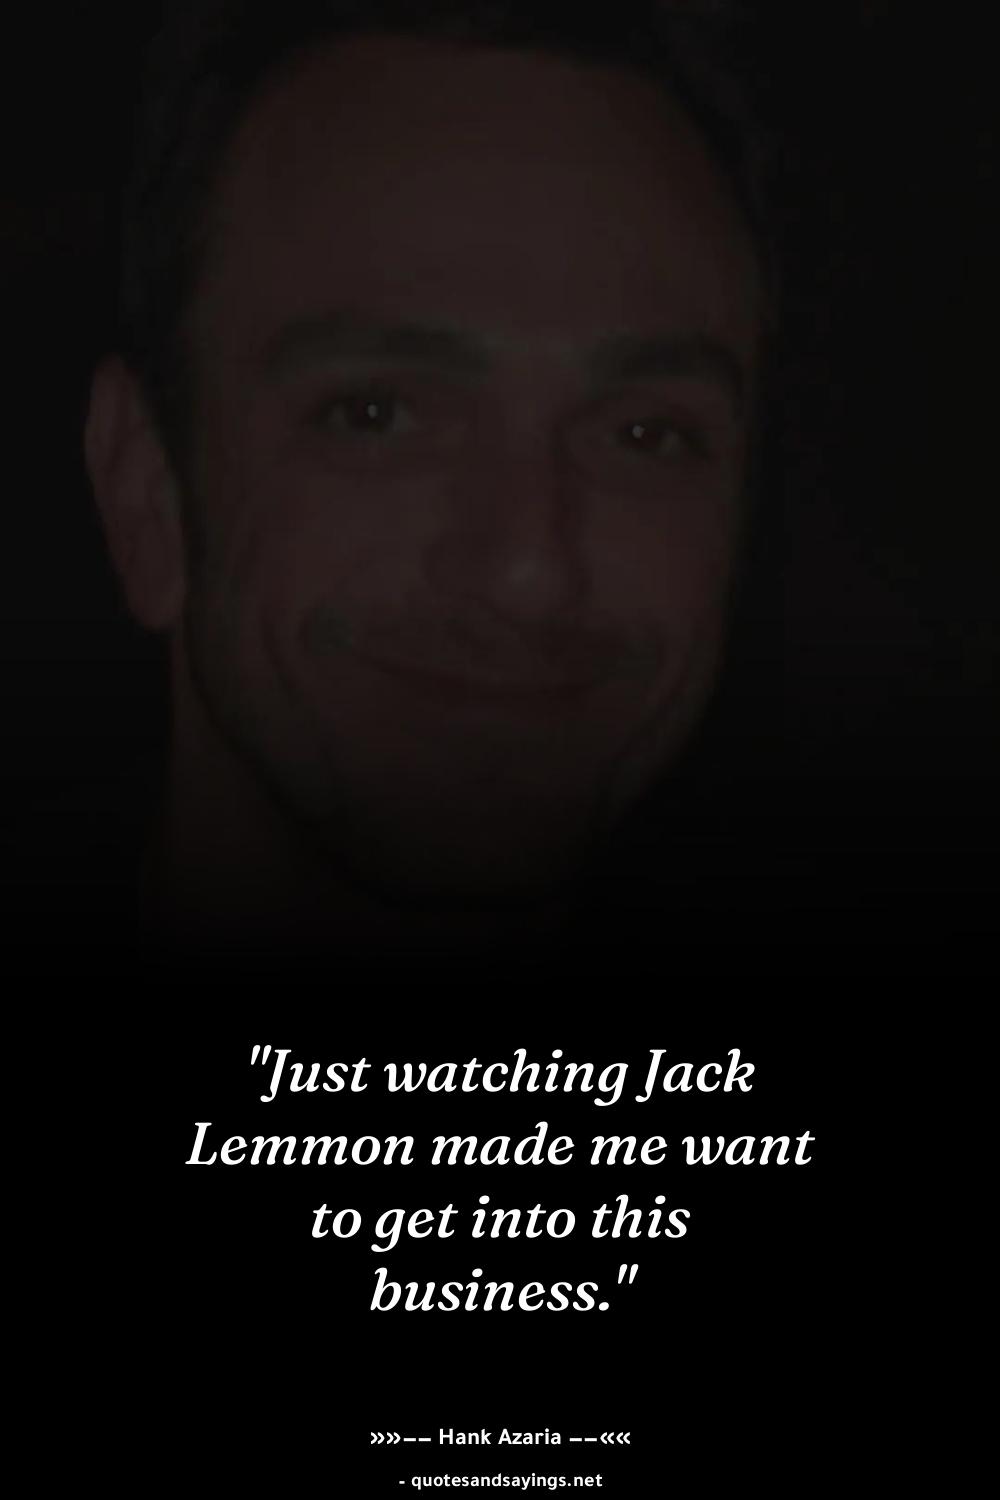 "Just watching Jack
Lemmon made me want
to get into this
business."
»»–– Hank Azaria ––««
- quotesandsayings.net